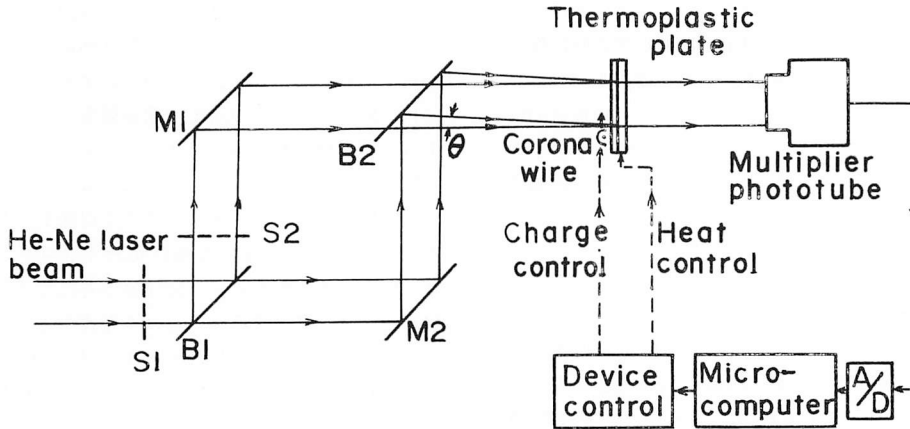 Thermoplastic
plate
M1
B2
θ
Corona
wire
Multiplier
phototube
He-Ne laser
beam
S2
Charge
control
Heat
control
S1
B1
M2
Device
control
Micro-
computer
A/D